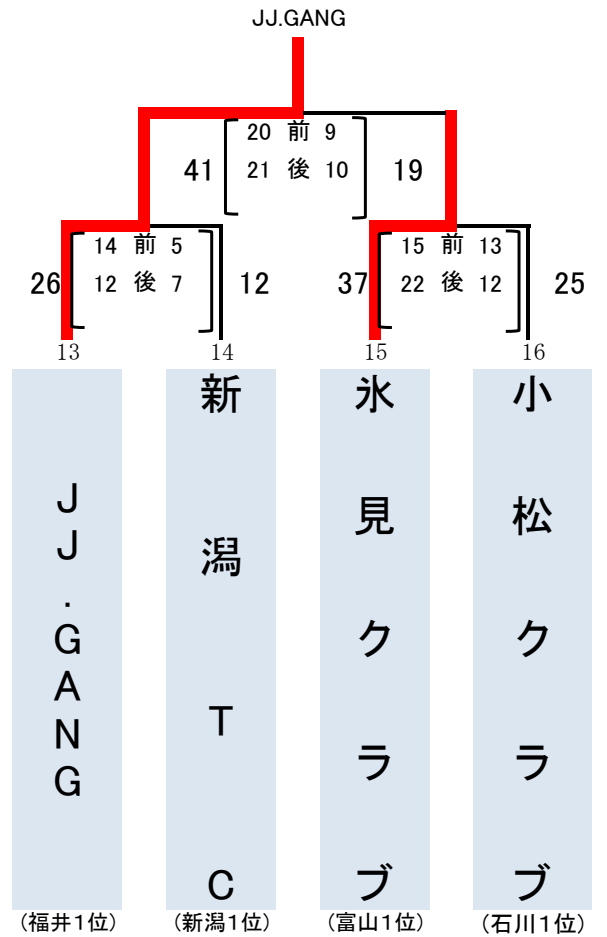 JJ.GANG
20 前 9
41 21 後 10 19
14 前 5
26 12 後 7 12
15 前 13
37 22 後 12 25
13 14 15 16
JJ.GANG
新潟TC
氷見クラブ
小松クラブ
(福井1位) (新潟1位) (富山1位) (石川1位)